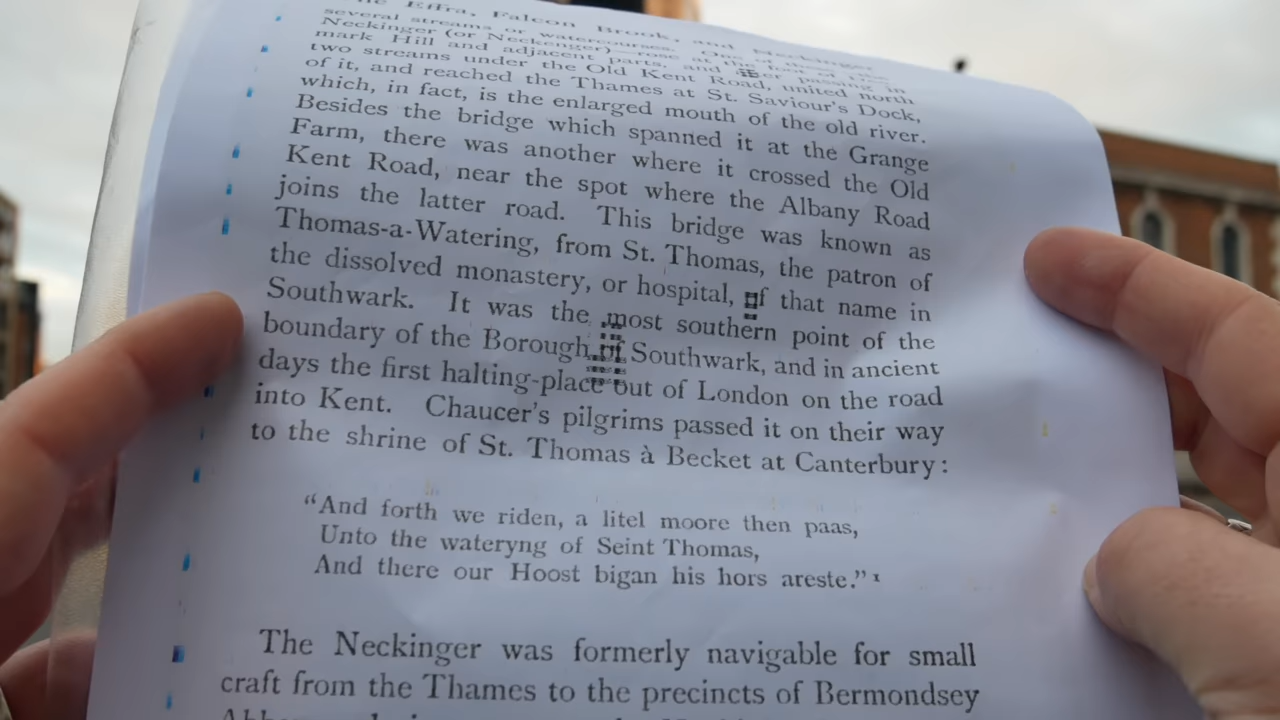 The Effra, Falcon Brook, and Neckinger
several streams or watercourses. One of
Neckinger (or Neckenger)—rose at the foot of
mark Hill and adjacent parts, and after passing in
two streams under the Old Kent Road, united north
of it, and reached the Thames at St. Saviour's Dock,
which, in fact, is the enlarged mouth of the old river.
Besides the bridge which spanned it at the Grange
Farm, there was another where it crossed the Old
Kent Road, near the spot where the Albany Road
joins the latter road. This bridge was known as
Thomas-a-Watering, from St. Thomas, the patron of
the dissolved monastery, or hospital, of that name in
Southwark. It was the most southern point of the
boundary of the Borough of Southwark, and in ancient
days the first halting-place out of London on the road
into Kent. Chaucer's pilgrims passed it on their way
to the shrine of St. Thomas à Becket at Canterbury:
“And forth we riden, a litel moore then paas,
Unto the wateryng of Seint Thomas,
And there our Hoost bigan his hors areste.” ¹
The Neckinger was formerly navigable for small
craft from the Thames to the precincts of Bermondsey